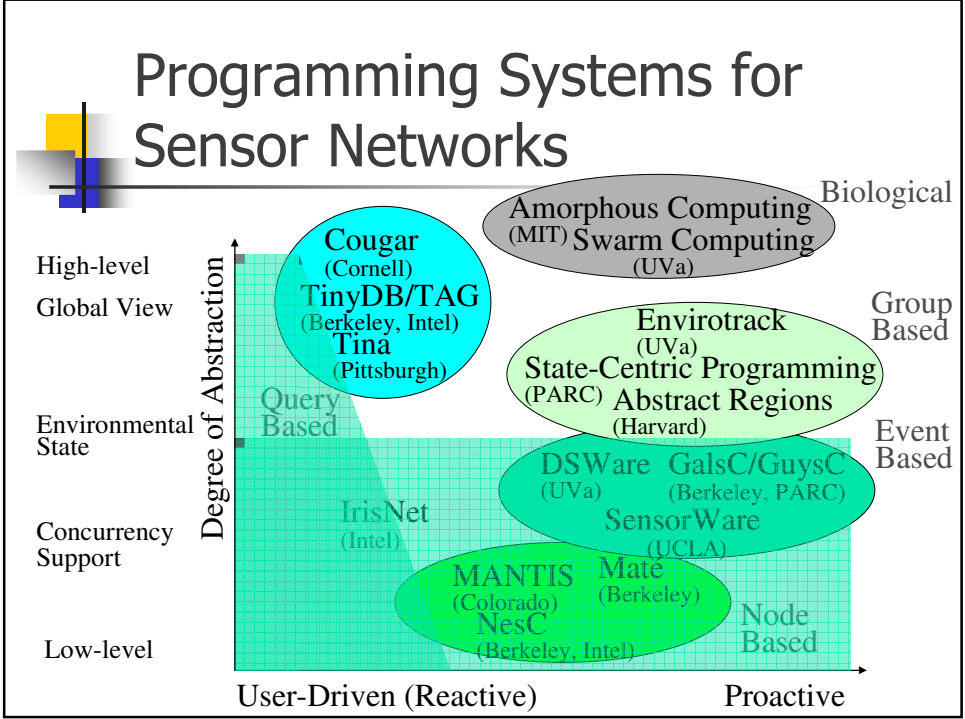 Programming Systems for
Sensor Networks
Biological
Amorphous Computing
(MIT) Swarm Computing
(UVa)
Cougar
(Cornell)
TinyDB/TAG
(Berkeley, Intel)
Tina
(Pittsburgh)
High-level
Global View
Group
Based
Envirotrack
(UVa)
State-Centric Programming
(PARC) Abstract Regions
(Harvard)
Degree of Abstraction
Query
Based
Environmental
State
Event
Based
DSWare GalsC/GuysC
(UVa) (Berkeley, PARC)
SensorWare
(UCLA)
IrisNet
(Intel)
Concurrency
Support
MANTIS Maté
(Colorado) (Berkeley)
NesC
(Berkeley, Intel)
Node
Based
Low-level
User-Driven (Reactive) Proactive